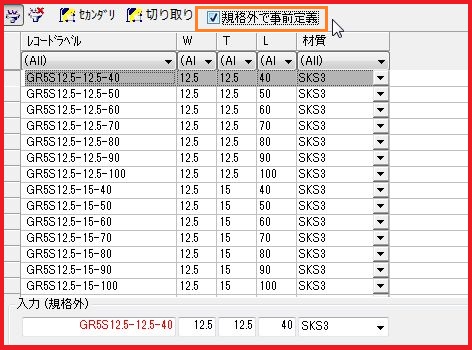 ｾｶﾝﾀﾞﾘ 切り取り 規格外で事前定義
ﾚｺｰﾄﾞﾗﾍﾞﾙ W T L 材質
(All) (Al (Al (Al (All)
GR5S12.5-12.5-40 12.5 12.5 40 SKS3
GR5S12.5-12.5-50 12.5 12.5 50 SKS3
GR5S12.5-12.5-60 12.5 12.5 60 SKS3
GR5S12.5-12.5-70 12.5 12.5 70 SKS3
GR5S12.5-12.5-80 12.5 12.5 80 SKS3
GR5S12.5-12.5-90 12.5 12.5 90 SKS3
GR5S12.5-12.5-100 12.5 12.5 100 SKS3
GR5S12.5-15-40 12.5 15 40 SKS3
GR5S12.5-15-50 12.5 15 50 SKS3
GR5S12.5-15-60 12.5 15 60 SKS3
GR5S12.5-15-70 12.5 15 70 SKS3
GR5S12.5-15-80 12.5 15 80 SKS3
GR5S12.5-15-90 12.5 15 90 SKS3
GR5S12.5-15-100 12.5 15 100 SKS3
入力 (規格外)
GR5S12.5-12.5-40 12.5 12.5 40 SKS3